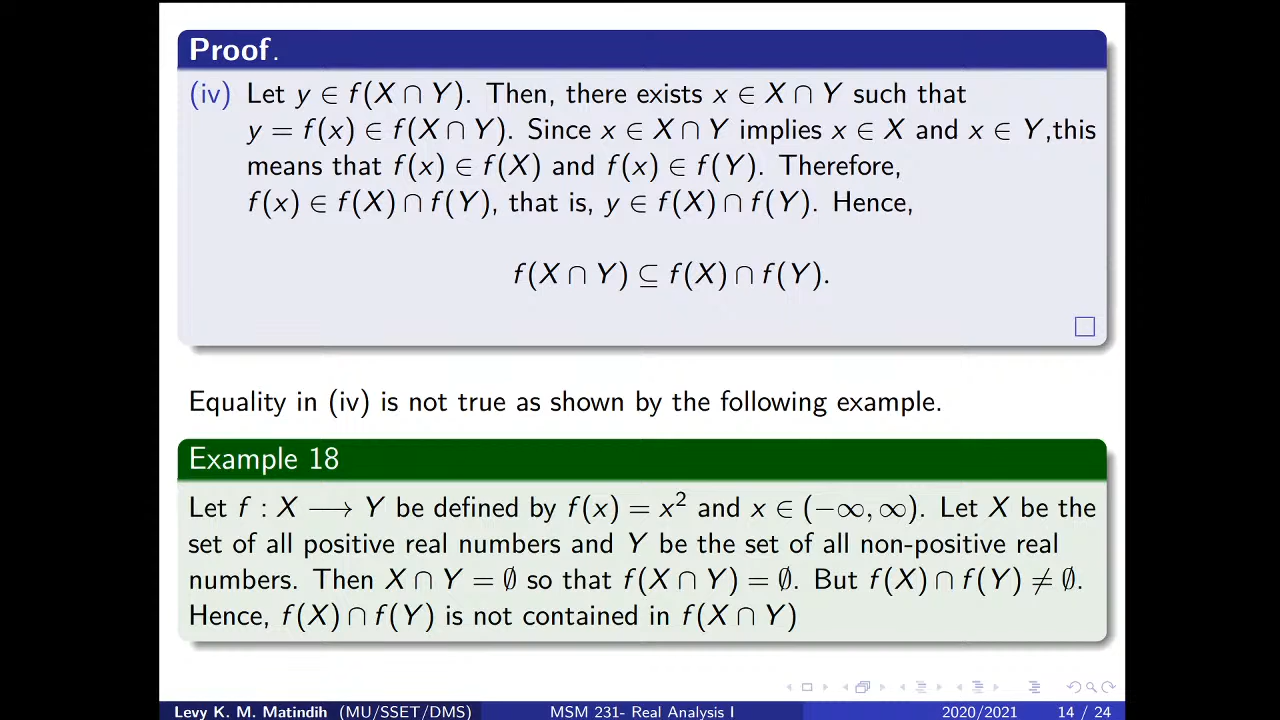 Proof.
(iv) Let y ∈ f(X ∩ Y). Then, there exists x ∈ X ∩ Y such that
y = f(x) ∈ f(X ∩ Y). Since x ∈ X ∩ Y implies x ∈ X and x ∈ Y,this
means that f(x) ∈ f(X) and f(x) ∈ f(Y). Therefore,
f(x) ∈ f(X) ∩ f(Y), that is, y ∈ f(X) ∩ f(Y). Hence,
f(X ∩ Y) ⊆ f(X) ∩ f(Y).
Equality in (iv) is not true as shown by the following example.
Example 18
Let f : X ⟶ Y be defined by f(x) = x² and x ∈ (−∞, ∞). Let X be the
set of all positive real numbers and Y be the set of all non-positive real
numbers. Then X ∩ Y = ∅ so that f(X ∩ Y) = ∅. But f(X) ∩ f(Y) ≠ ∅.
Hence, f(X) ∩ f(Y) is not contained in f(X ∩ Y)
Levy K. M. Matindih (MU/SSET/DMS) MSM 231- Real Analysis I 2020/2021 14 / 24